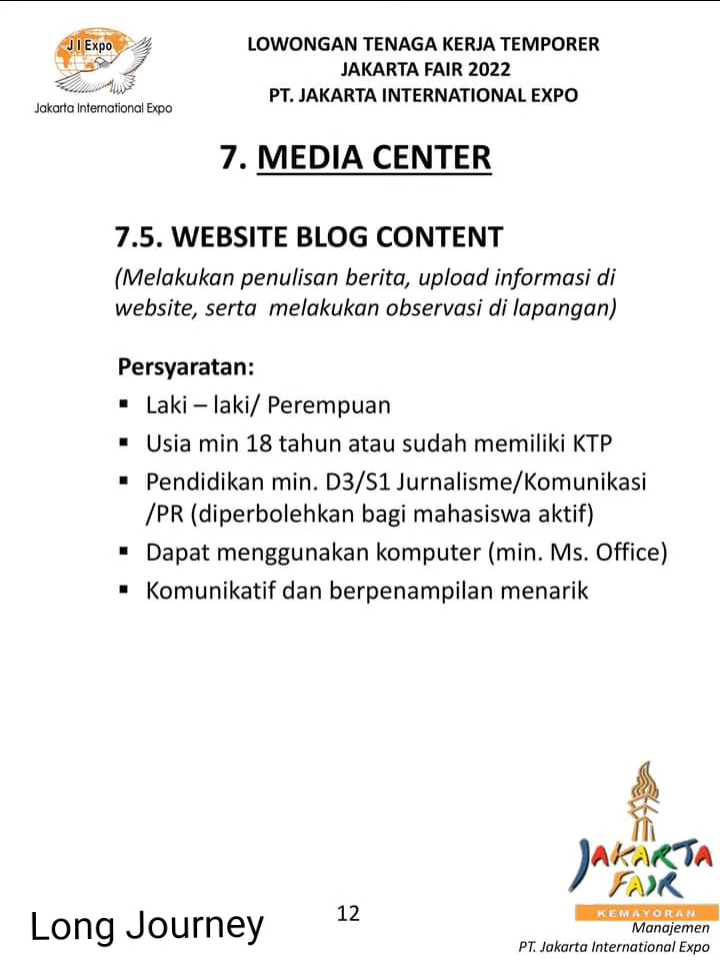 J I Expo
Jakarta International Expo
LOWONGAN TENAGA KERJA TEMPORER
JAKARTA FAIR 2022
PT. JAKARTA INTERNATIONAL EXPO
7. MEDIA CENTER
7.5. WEBSITE BLOG CONTENT
(Melakukan penulisan berita, upload informasi di
website, serta melakukan observasi di lapangan)
Persyaratan:
▪ Laki – laki/ Perempuan
▪ Usia min 18 tahun atau sudah memiliki KTP
▪ Pendidikan min. D3/S1 Jurnalisme/Komunikasi
/PR (diperbolehkan bagi mahasiswa aktif)
▪ Dapat menggunakan komputer (min. Ms. Office)
▪ Komunikatif dan berpenampilan menarik
JAKARTA
FAIR
KEMAYORAN
Long Journey
12
Manajemen
PT. Jakarta International Expo